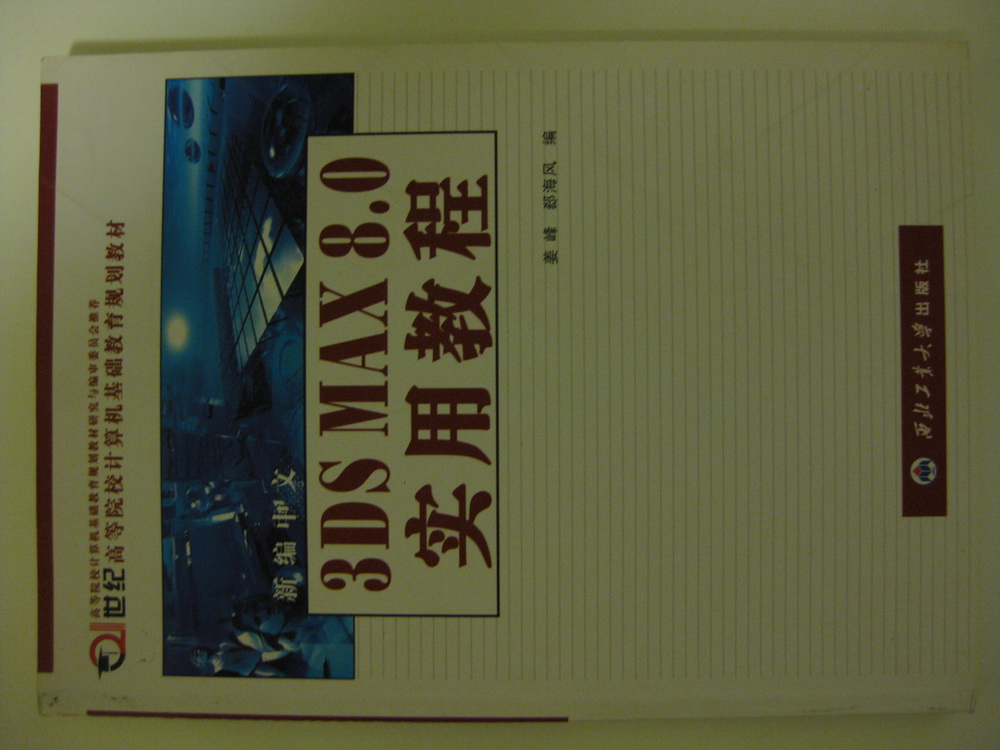 高等院校计算机基础教育规划教材研究与编审委员会推荐
21世纪高等院校计算机基础教育规划教材
新编中文
3DS MAX 8.0
实用教程
姜峰 郄海风 编
西北工业大学出版社